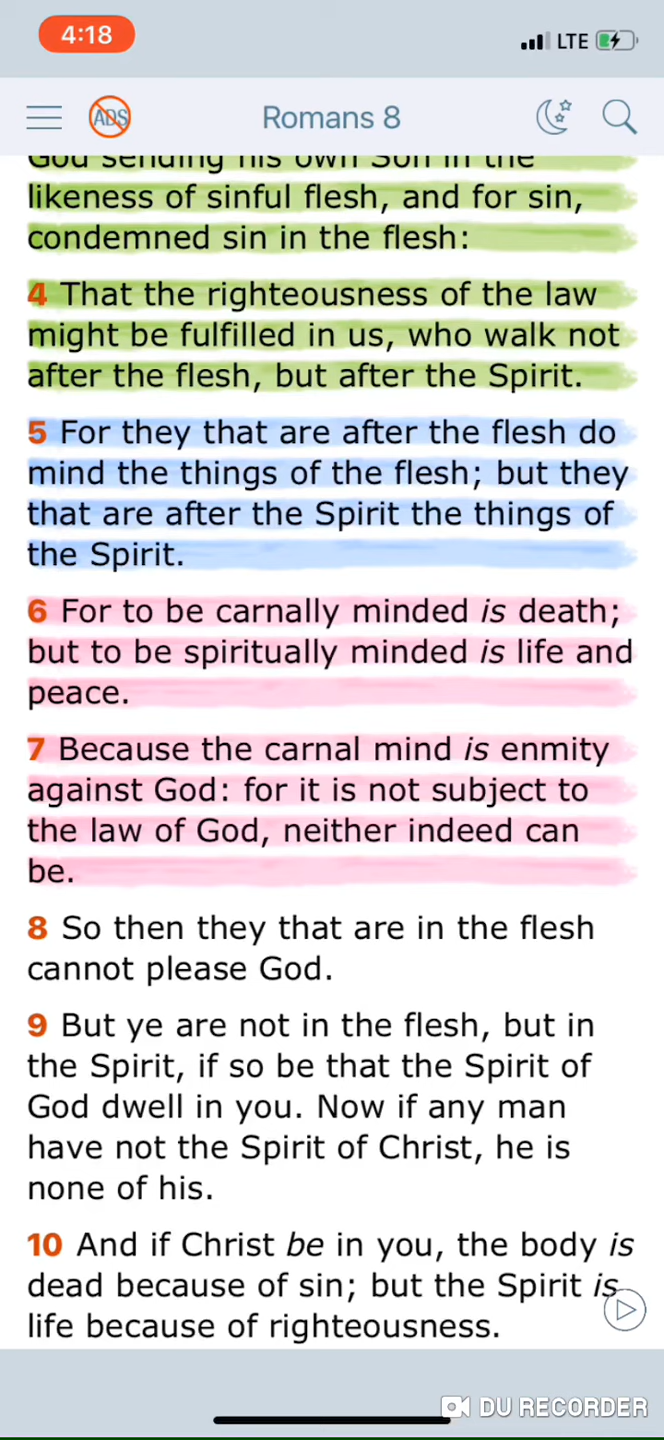 4:18
LTE
ADS
Romans 8
God sending his own Son in the
likeness of sinful flesh, and for sin,
condemned sin in the flesh:
4 That the righteousness of the law
might be fulfilled in us, who walk not
after the flesh, but after the Spirit.
5 For they that are after the flesh do
mind the things of the flesh; but they
that are after the Spirit the things of
the Spirit.
6 For to be carnally minded is death;
but to be spiritually minded is life and
peace.
7 Because the carnal mind is enmity
against God: for it is not subject to
the law of God, neither indeed can
be.
8 So then they that are in the flesh
cannot please God.
9 But ye are not in the flesh, but in
the Spirit, if so be that the Spirit of
God dwell in you. Now if any man
have not the Spirit of Christ, he is
none of his.
10 And if Christ be in you, the body is
dead because of sin; but the Spirit is
life because of righteousness.
DU RECORDER